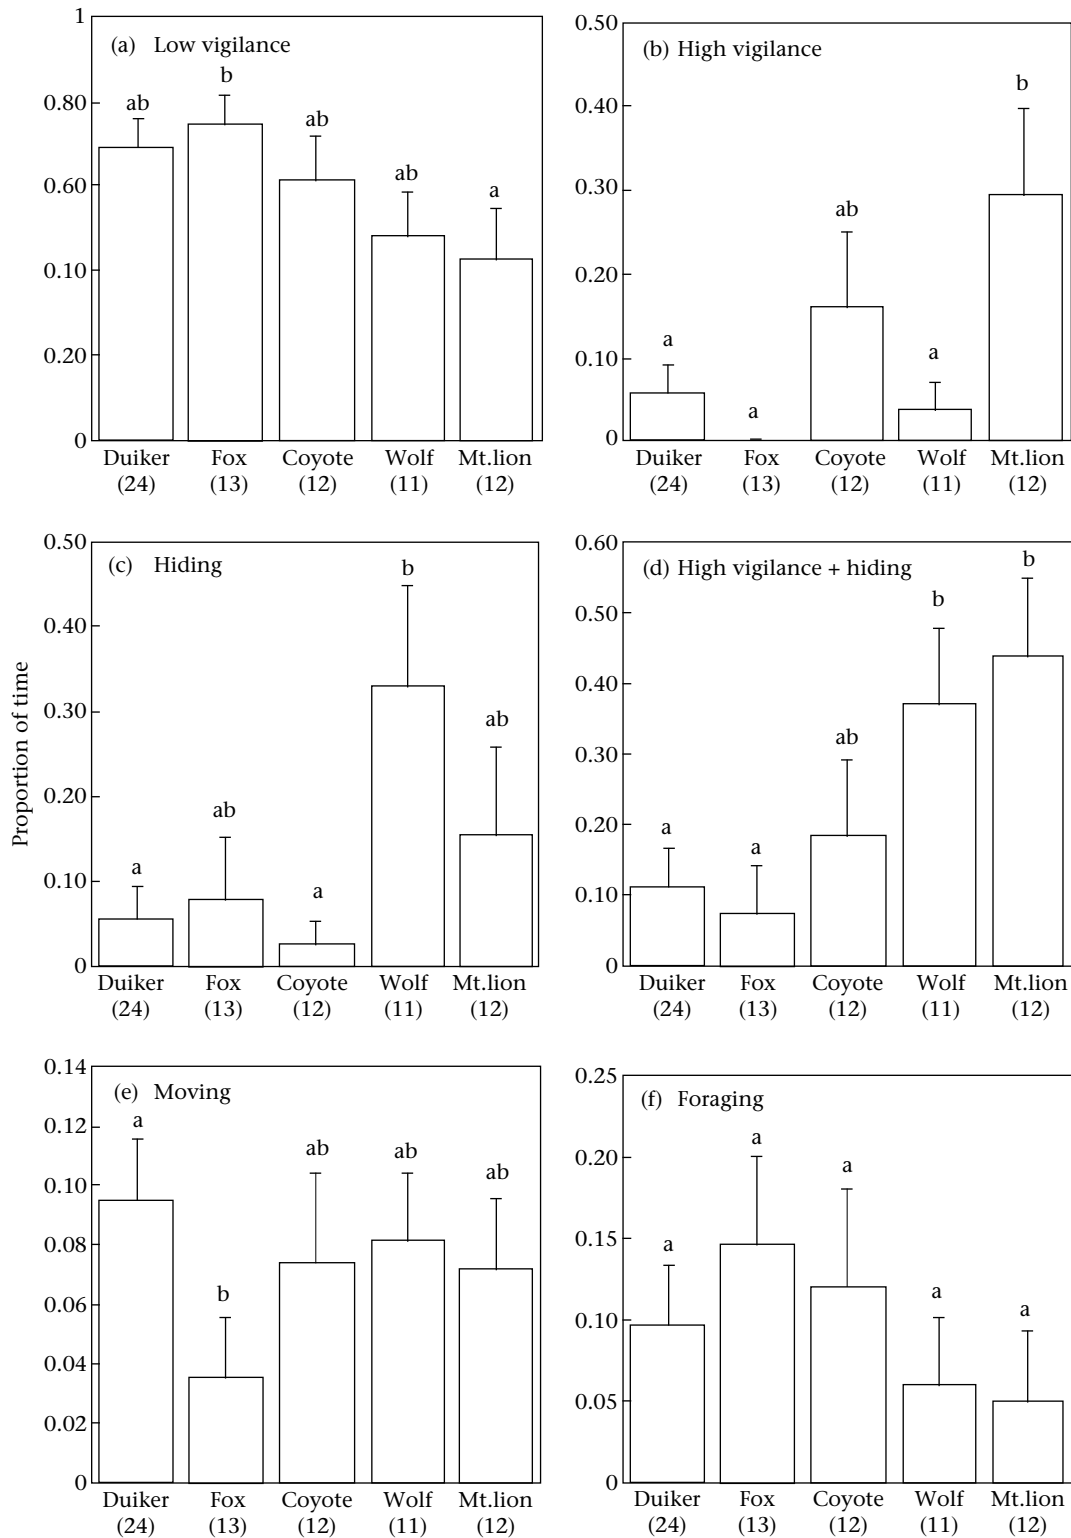 (a) Low vigilance
1
0.80
0.60
0.10
0.20
0
ab
b
ab
ab
a
Duiker Fox Coyote Wolf Mt.lion
(24) (13) (12) (11) (12)
(b) High vigilance
0.50
0.40
0.30
0.20
0.10
0
a
a
ab
a
b
Duiker Fox Coyote Wolf Mt.lion
(24) (13) (12) (11) (12)
Proportion of time
(c) Hiding
0.50
0.40
0.30
0.20
0.10
0
a
ab
a
b
ab
Duiker Fox Coyote Wolf Mt.lion
(24) (13) (12) (11) (12)
(d) High vigilance + hiding
0.60
0.50
0.40
0.30
0.20
0.10
0
a
a
ab
b
b
Duiker Fox Coyote Wolf Mt.lion
(24) (13) (12) (11) (12)
(e) Moving
0.14
0.12
0.10
0.08
0.06
0.04
0.02
0
a
b
ab
ab
ab
Duiker Fox Coyote Wolf Mt.lion
(24) (13) (12) (11) (12)
(f) Foraging
0.25
0.20
0.15
0.10
0.05
0
a
a
a
a
a
Duiker Fox Coyote Wolf Mt.lion
(24) (13) (12) (11) (12)